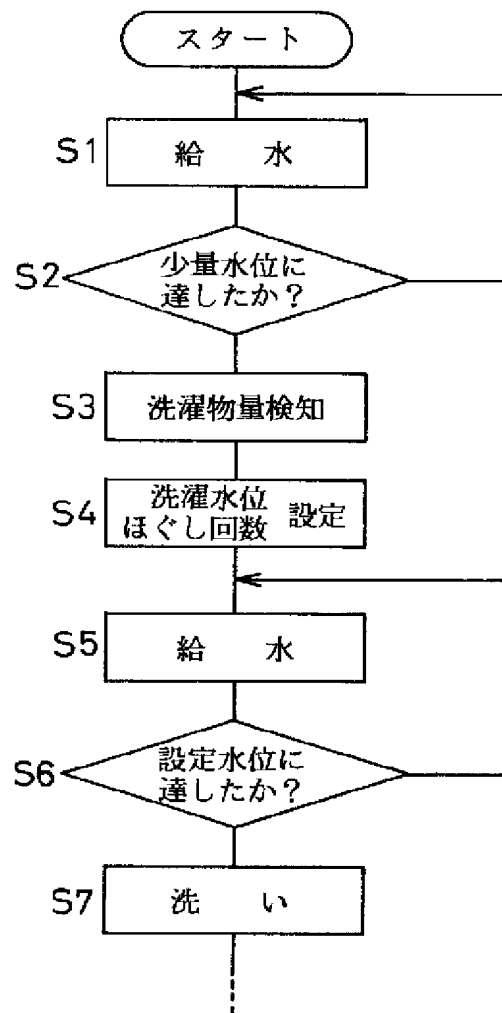 スタート
S1 給 水
S2 少量水位に
達したか?
S3 洗濯物量検知
S4 洗濯水位
ほぐし回数 設定
S5 給 水
S6 設定水位に
達したか?
S7 洗 い